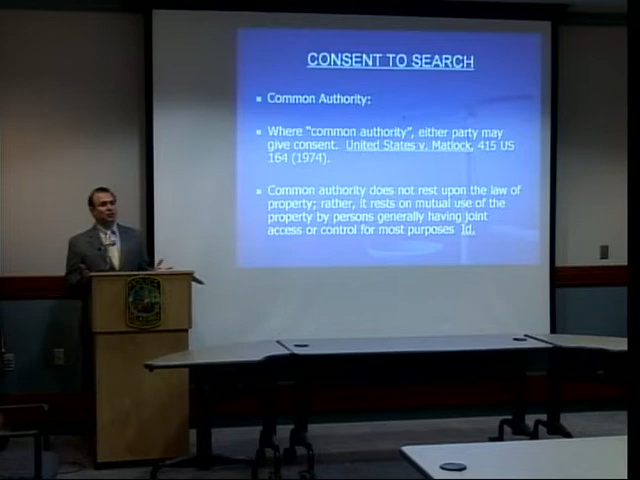 CONSENT TO SEARCH
Common Authority:
Where "common authority", either party may
give consent. United States v. Matlock, 415 US
164 (1974).
Common authority does not rest upon the law of
property; rather, it rests on mutual use of the
property by persons generally having joint
access or control for most purposes Id.